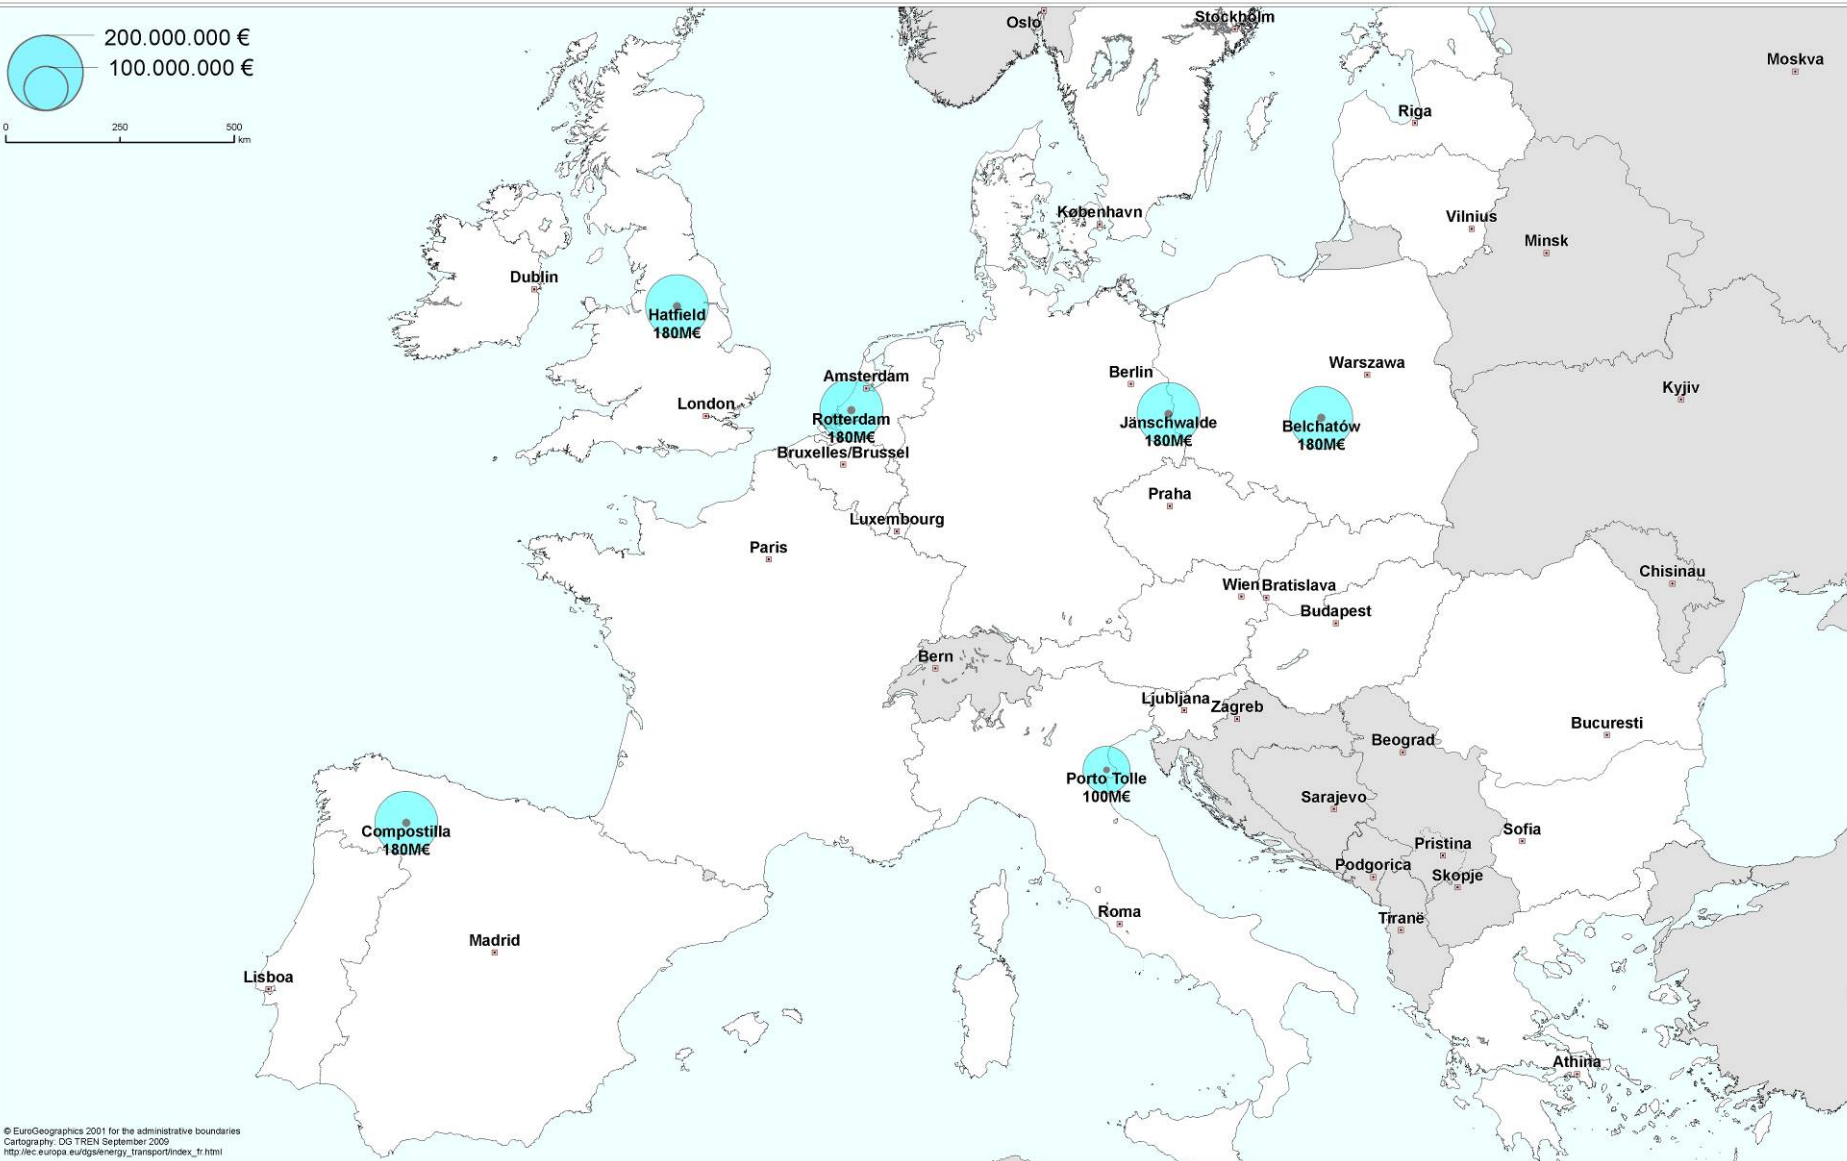 200.000.000 €
100.000.000 €
0 250 500
km
Oslo
Stockholm
Moskva
Riga
København
Vilnius
Minsk
Dublin
Hatfield
180M€
Amsterdam
Berlin
Warszawa
Kyjiv
London
Rotterdam
180M€
Jänschwalde
180M€
Belchatów
180M€
Bruxelles/Brussel
Praha
Luxembourg
Paris
Chisinau
Wien
Bratislava
Budapest
Bern
Ljubljana
Zagreb
Bucuresti
Beograd
Porto Tolle
100M€
Sarajevo
Compostilla
180M€
Sofia
Pristina
Podgorica
Skopje
Roma
Tiranë
Madrid
Lisboa
Athina
© EuroGeographics 2001 for the administrative boundaries
Cartography: DG TREN September 2009
http://ec.europa.eu/dgs/energy_transport/index_fr.html